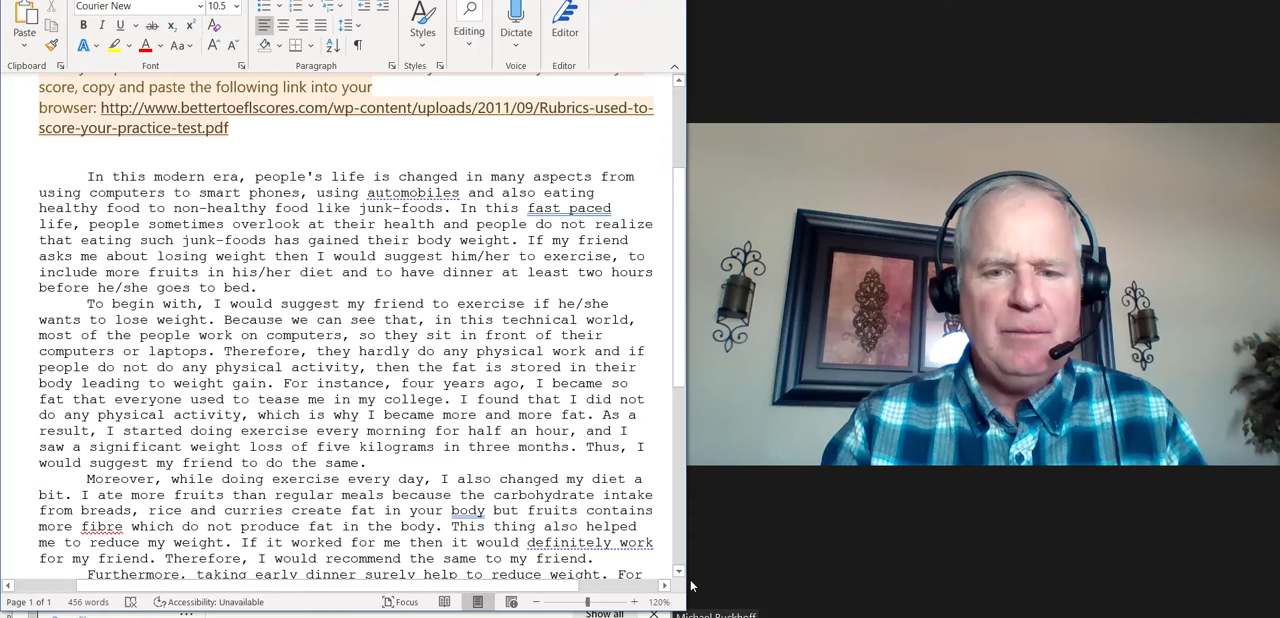 Courier New
10.5
Paste
Styles
Editing
Dictate
Editor
Clipboard
Font
Paragraph
Styles
Voice
Editor
score, copy and paste the following link into your
browser: http://www.bettertoeflscores.com/wp-content/uploads/2011/09/Rubrics-used-to-
score-your-practice-test.pdf
In this modern era, people's life is changed in many aspects from
using computers to smart phones, using automobiles and also eating
healthy food to non-healthy food like junk-foods. In this fast paced
life, people sometimes overlook at their health and people do not realize
that eating such junk-foods has gained their body weight. If my friend
asks me about losing weight then I would suggest him/her to exercise, to
include more fruits in his/her diet ad to have dinner at least two hours
before he/she goes to bed.
To begin with, I would suggest my friend to exercise if he/she
wants to lose weight. Because we can see that, in this technical world,
most of the people work on computers, so they sit in front of their
computers or laptops. Therefore, they hardly do any physical work and if
people do not do any physical activity, then the fat is stored in their
body leading to weight gain. For instance, four years ago, I became so
fat that everyone used to tease me in my college. I found that I did not
do any physical activity, which is why I became more and more fat. As a
result, I started doing exercise every morning for half an hour, and I
saw a significant weight loss of five kilograms in three months. Thus, I
would suggest my friend to do the same.
Moreover, while doing exercise every day, I also changed my diet a
bit. I ate more fruits than regular meals because the carbohydrate intake
from breads, rice and curries create fat in your body but fruits contains
more fibre which do not produce fat in the body. This thing also helped
me to reduce my weight. If it worked for me then it would definitely work
for my friend. Therefore, I would recommend the same to my friend.
Furthermore, taking early dinner surely help to reduce weight. For
Page 1 of 1
456 words
Accessibility: Unavailable
Focus
120%
Show all
Michael Buckhoff